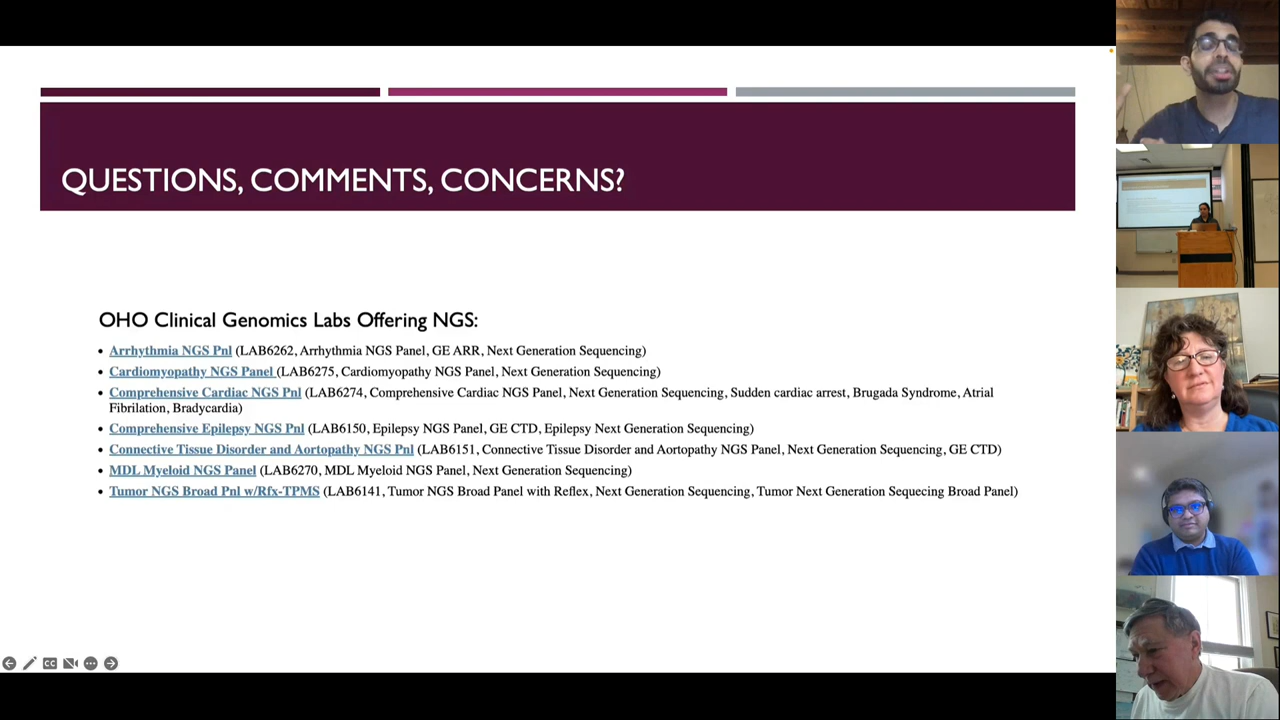 QUESTIONS, COMMENTS, CONCERNS?
OHO Clinical Genomics Labs Offering NGS:
• Arrhythmia NGS Pnl (LAB6262, Arrhythmia NGS Panel, GE ARR, Next Generation Sequencing)
• Cardiomyopathy NGS Panel (LAB6275, Cardiomyopathy NGS Panel, Next Generation Sequencing)
• Comprehensive Cardiac NGS Pnl (LAB6274, Comprehensive Cardiac NGS Panel, Next Generation Sequencing, Sudden cardiac arrest, Brugada Syndrome, Atrial
Fibrilation, Bradycardia)
• Comprehensive Epilepsy NGS Pnl (LAB6150, Epilepsy NGS Panel, GE CTD, Epilepsy Next Generation Sequencing)
• Connective Tissue Disorder and Aortopathy NGS Pnl (LAB6151, Connective Tissue Disorder and Aortopathy NGS Panel, Next Generation Sequencing, GE CTD)
• MDL Myeloid NGS Panel (LAB6270, MDL Myeloid NGS Panel, Next Generation Sequencing)
• Tumor NGS Broad Pnl w/Rfx-TPMS (LAB6141, Tumor NGS Broad Panel with Reflex, Next Generation Sequencing, Tumor Next Generation Sequecing Broad Panel)
CC